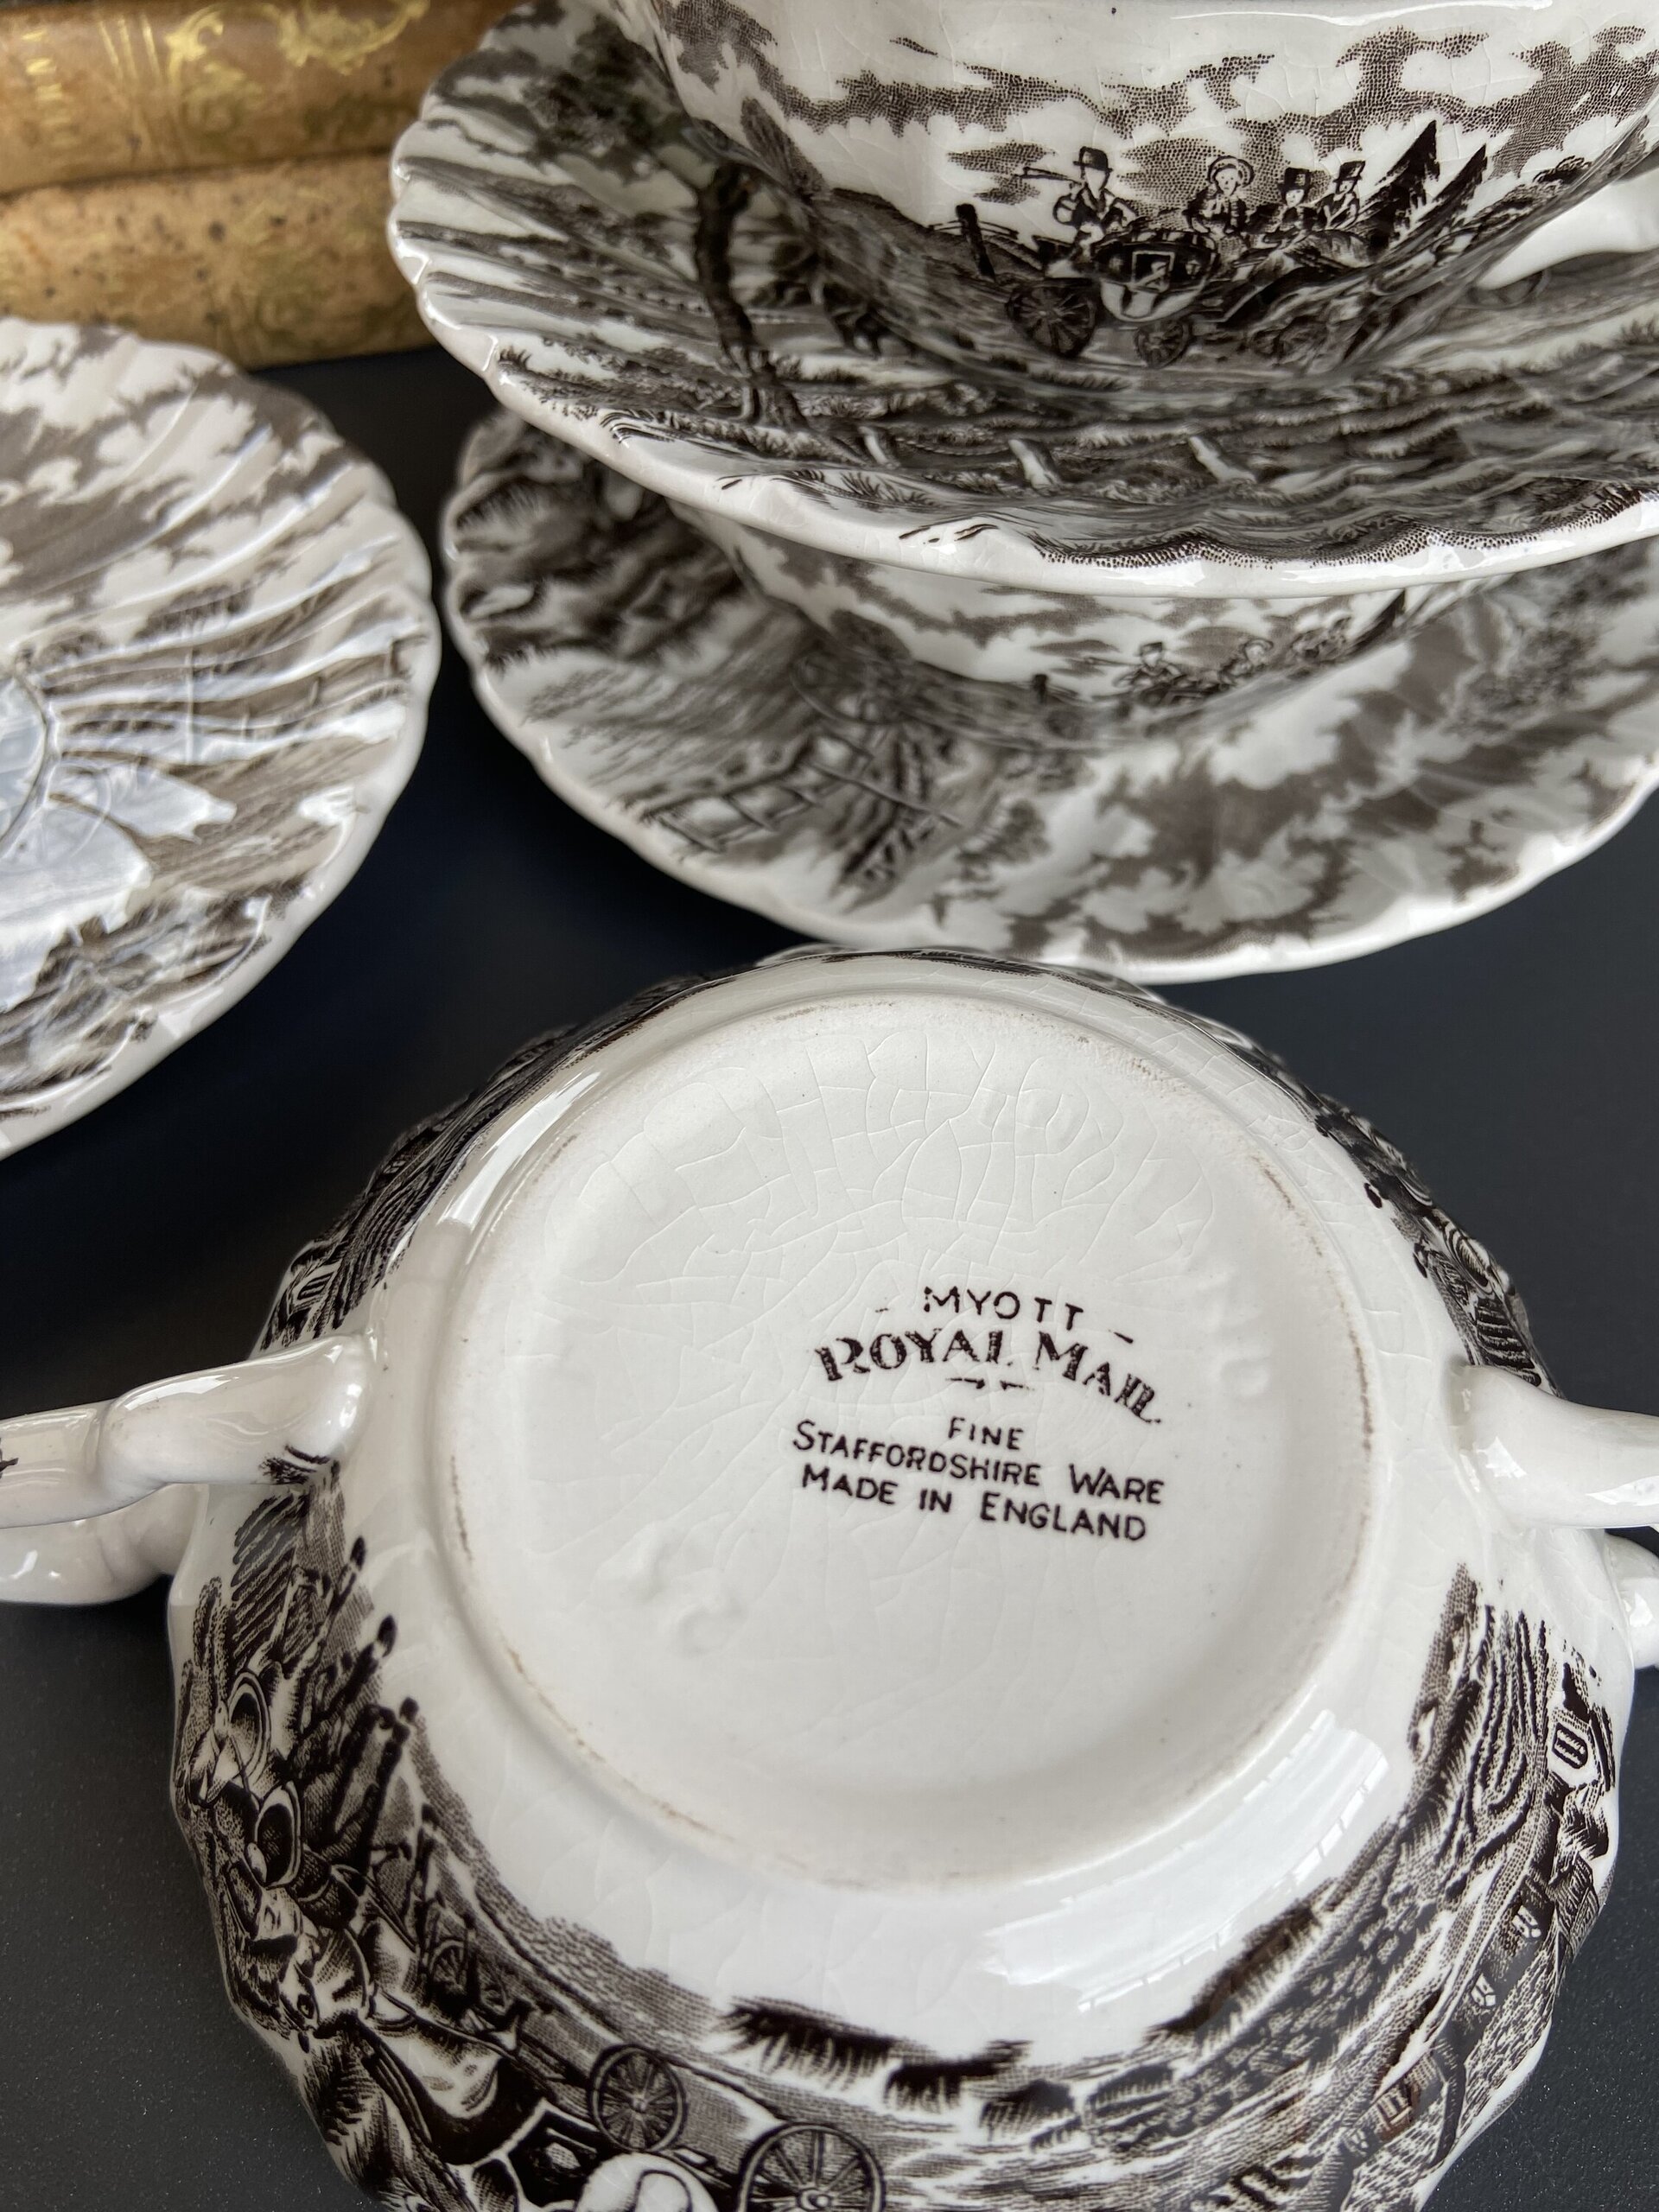 MYOTT
ROYAL MAIL
FINE
STAFFORDSHIRE WARE
MADE IN ENGLAND